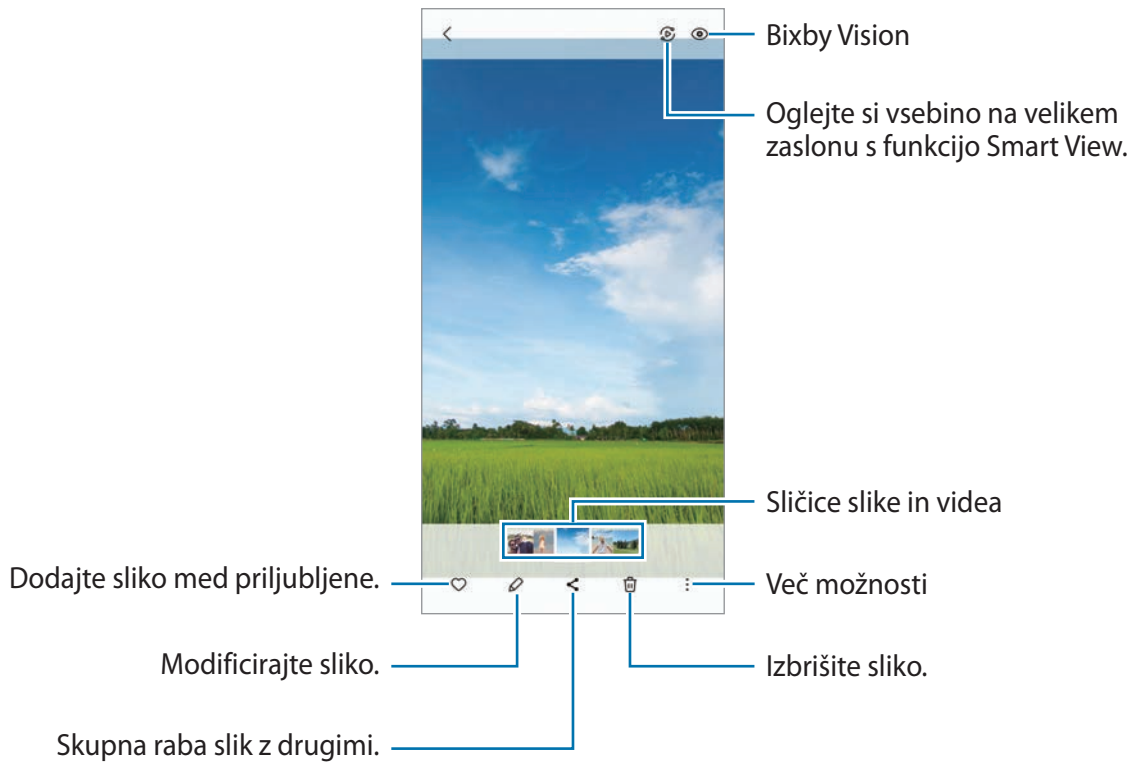 Bixby Vision
Oglejte si vsebino na velikem
zaslonu s funkcijo Smart View.
Sličice slike in videa
Dodajte sliko med priljubljene.
Več možnosti
Modificirajte sliko.
Izbrišite sliko.
Skupna raba slik z drugimi.